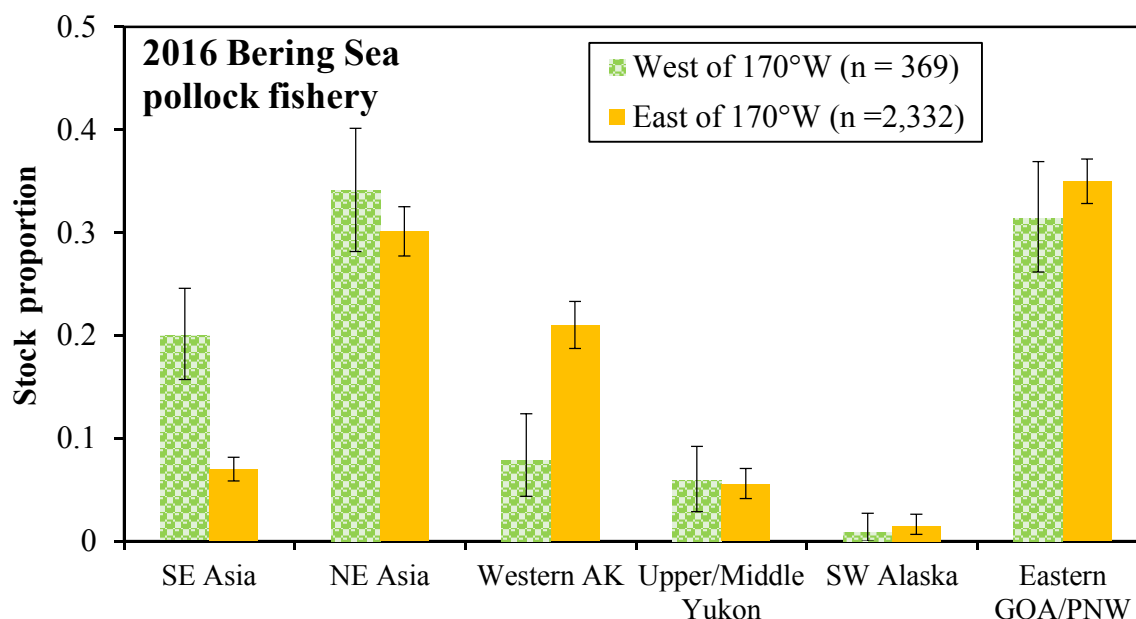 2016 Bering Sea
pollock fishery
West of 170°W (n = 369)
East of 170°W (n =2,332)
Stock proportion
0.5
0.4
0.3
0.2
0.1
0
SE Asia
NE Asia
Western AK
Upper/Middle
Yukon
SW Alaska
Eastern
GOA/PNW